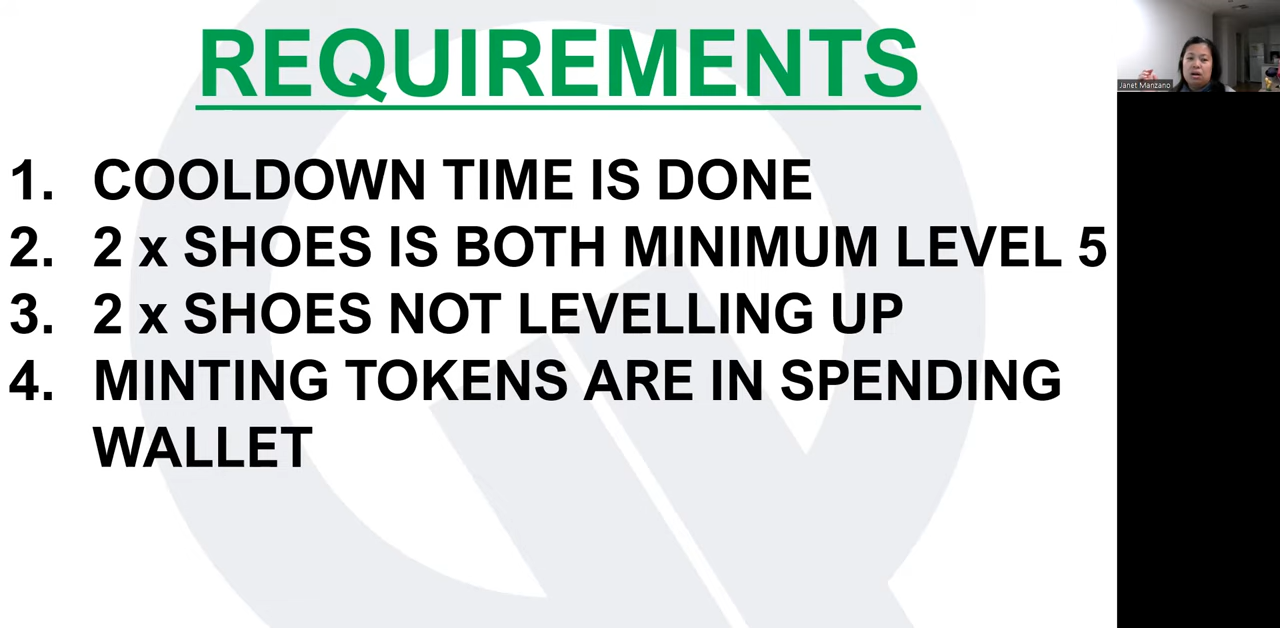 REQUIREMENTS
1. COOLDOWN TIME IS DONE
2. 2 x SHOES IS BOTH MINIMUM LEVEL 5
3. 2 x SHOES NOT LEVELLING UP
4. MINTING TOKENS ARE IN SPENDING
WALLET
Janet Manzano